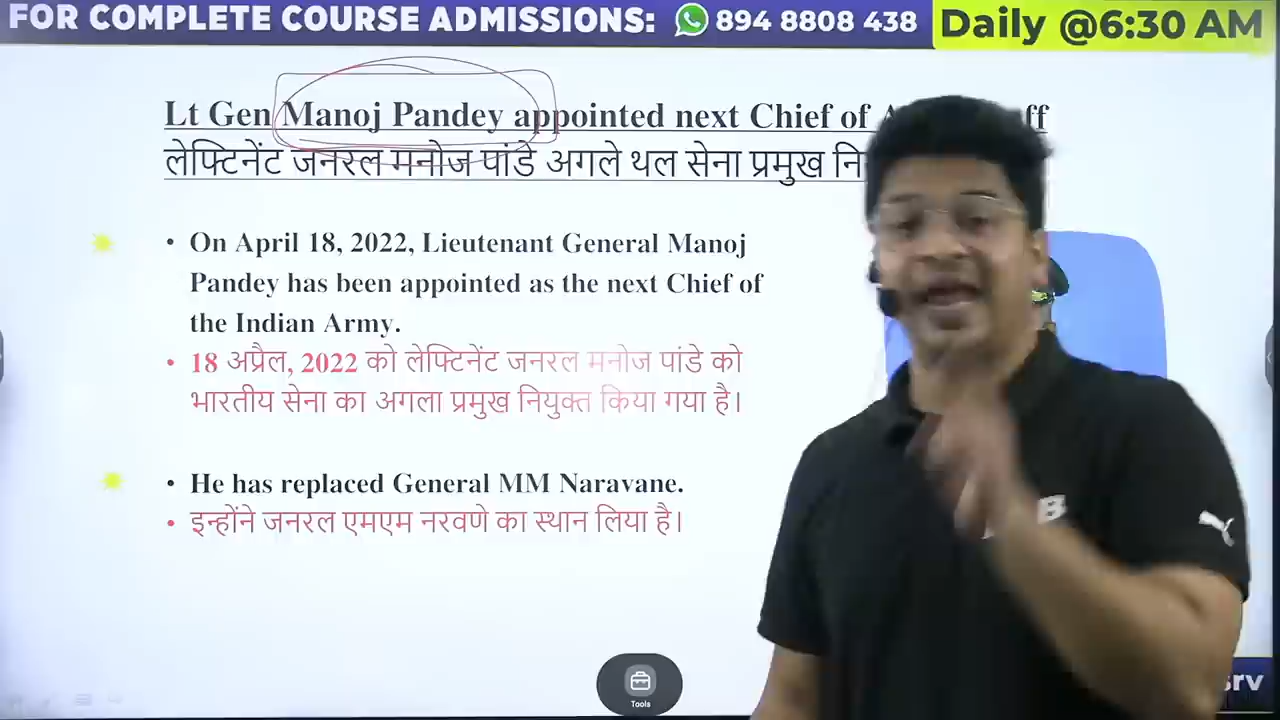 FOR COMPLETE COURSE ADMISSIONS: 894 8808 438 Daily @6:30 AM
Lt Gen Manoj Pandey appointed next Chief of
लेफ्टिनेंट जनरल मनोज पांडे अगले थल सेना प्रमुख
• On April 18, 2022, Lieutenant General Manoj
Pandey has been appointed as the next Chief of
the Indian Army.
• 18 अप्रैल, 2022 को लेफ्टिनेंट जनरल मनोज पांडे को
भारतीय सेना का अगला प्रमुख नियुक्त किया गया है।
• He has replaced General MM Naravane.
• इन्होंने जनरल एमएम नरवणे का स्थान लिया है।
Tools